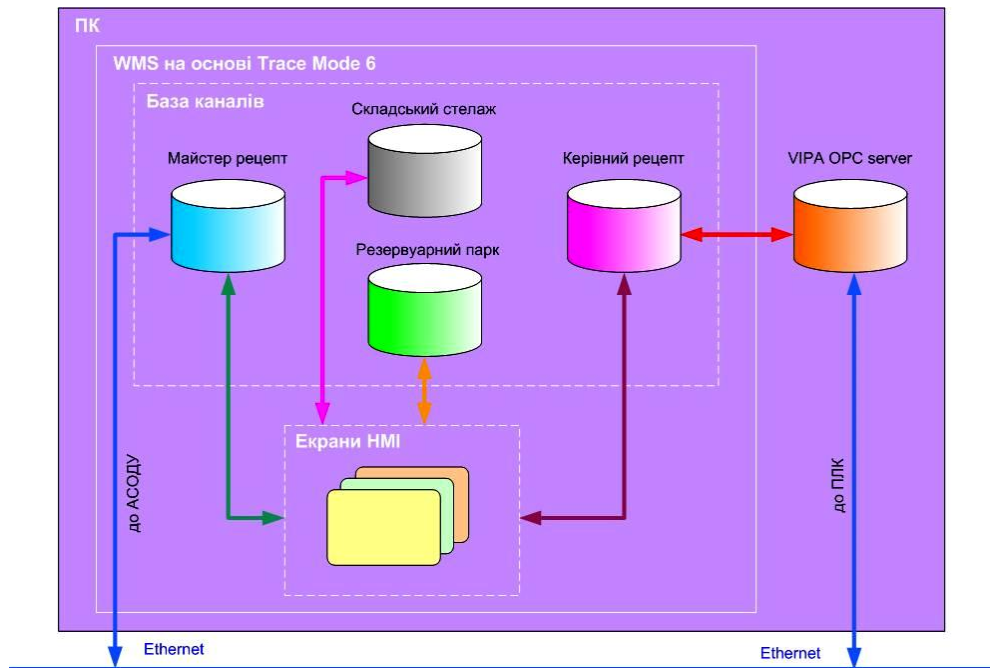 ПК
WMS на основі Trace Mode 6
База каналів
Складський стелаж
Майстер рецепт
Керівний рецепт
VIPA OPC server
Резервуарний парк
Екрани HMI
до АСОДУ
до ПЛК
Ethernet
Ethernet